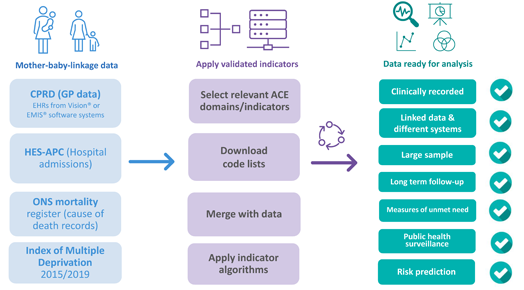 Mother-baby-linkage data
CPRD (GP data)
EHRs from Vision® or
EMIS® software systems
HES-APC (Hospital
admissions)
ONS mortality
register (cause of
death records)
Index of Multiple
Deprivation
2015/2019
Apply validated indicators
Select relevant ACE
domains/indicators
Download
code lists
Merge with data
Apply indicator
algorithms
Data ready for analysis
Clinically recorded
Linked data &
different systems
Large sample
Long term follow-up
Measures of unmet need
Public health
surveillance
Risk prediction